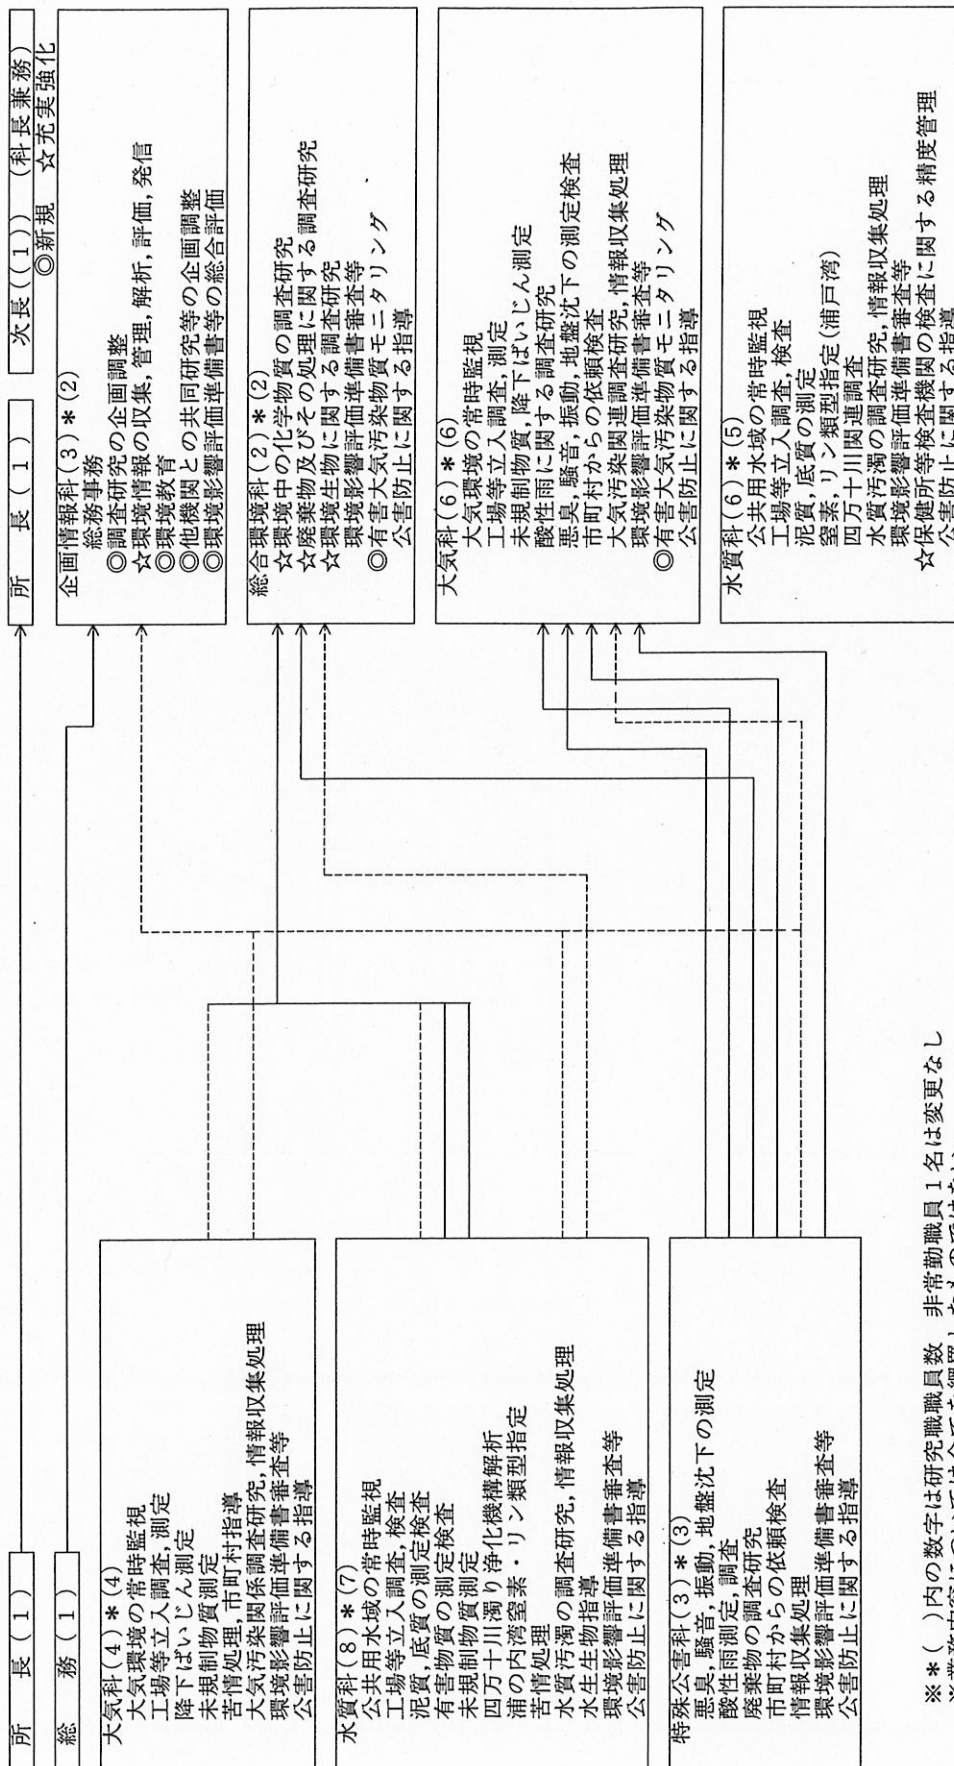 所　長(1)
総　務(1)
大気科(4)*(4)
大気環境の常時監視
工場等立入調査,測定
降下ばいじん測定
未規制物質測定
苦情処理,市町村指導
大気汚染関係調査研究,情報収集処理
環境影響評価準備書審査等
公害防止に関する指導
水質科(8)*(7)
公共用水域の常時監視
工場等立入調査,検査
泥質,底質の測定検査
有害物質の測定検査
未規制物質測定
四万十川濁り浄化機構解析
浦の内湾窒素・リン類型指定
苦情処理
水質汚濁の調査研究,情報収集処理
水生生物指導
環境影響評価準備書審査等
公害防止に関する指導
特殊公害科(3)*(3)
悪臭,騒音,振動,地盤沈下の測定
酸性雨測定,調査
廃棄物の調査研究
市町村からの依頼検査
情報収集処理
環境影響評価準備書審査等
公害防止に関する指導
所　長(1)
次長((1))(科長兼務)
◎新規　☆充実強化
企画情報科(3)*(2)
総務事務
◎調査研究の企画調整
☆環境情報の収集,管理,解析,評価,発信
◎環境教育
◎他機関との共同研究等の企画調整
◎環境影響評価準備書等の総合評価
総合環境科(2)*(2)
☆環境中の化学物質の調査研究
☆廃棄物及びその処理に関する調査研究
☆環境生物に関する調査研究
環境影響評価準備書審査等
◎有害大気汚染物質モニタリング
公害防止に関する指導
大気科(6)*(6)
大気環境の常時監視
工場等立入調査,測定
未規制物質,降下ばいじん測定
酸性雨に関する調査研究
悪臭,騒音,振動,地盤沈下の測定検査
市町村からの依頼検査
大気汚染関連調査研究,情報収集処理
環境影響評価準備書審査等
◎有害大気汚染物質モニタリング
公害防止に関する指導
水質科(6)*(5)
公共用水域の常時監視
工場等立入調査,検査
泥質,底質の測定
窒素,リン類型指定(浦戸湾)
四万十川関連調査
水質汚濁の調査研究,情報収集処理
環境影響評価準備書審査等
☆保健所等検査機関の検査に関する精度管理
公害防止に関する指導
※*(　)内の数字は研究職職員数　非常勤職員1名は変更なし
※業務内容については全てを網羅したものではない